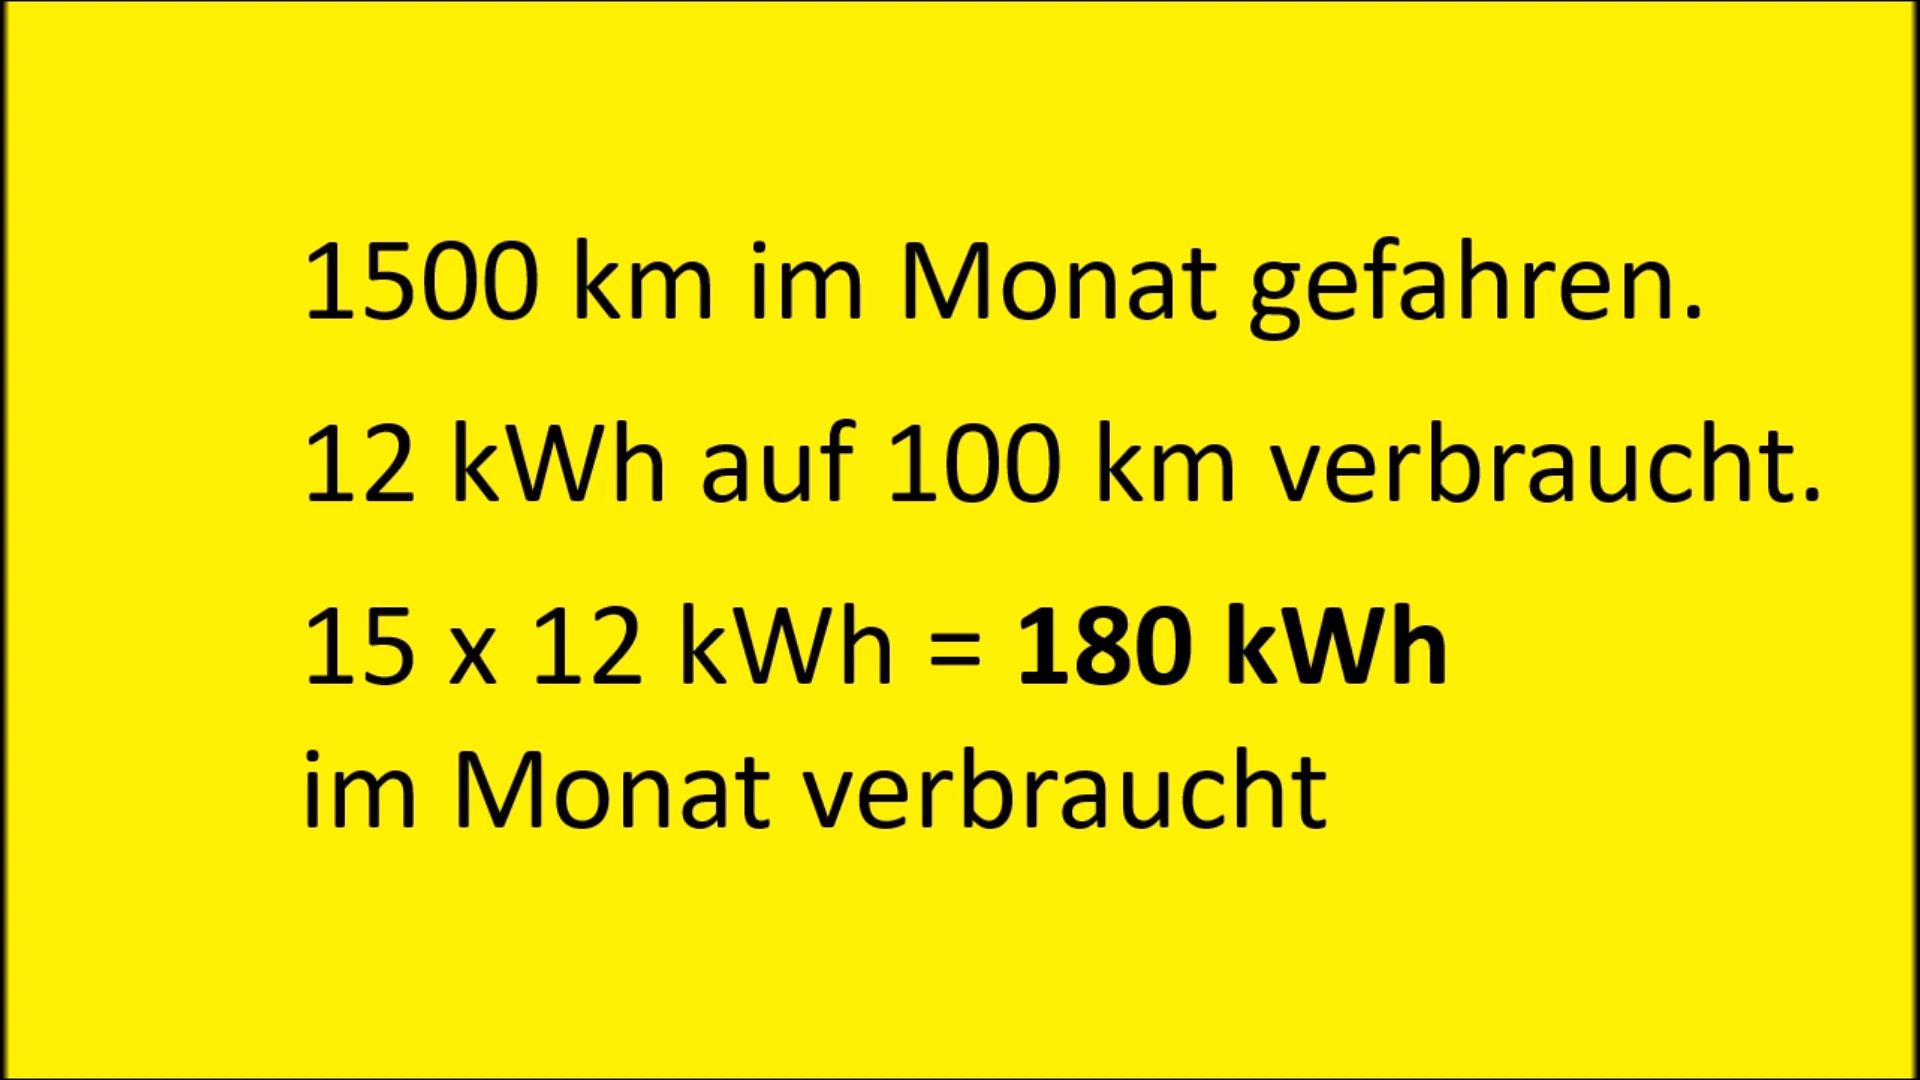 1500 km im Monat gefahren.
12 kWh auf 100 km verbraucht.
15 x 12 kWh = 180 kWh
im Monat verbraucht